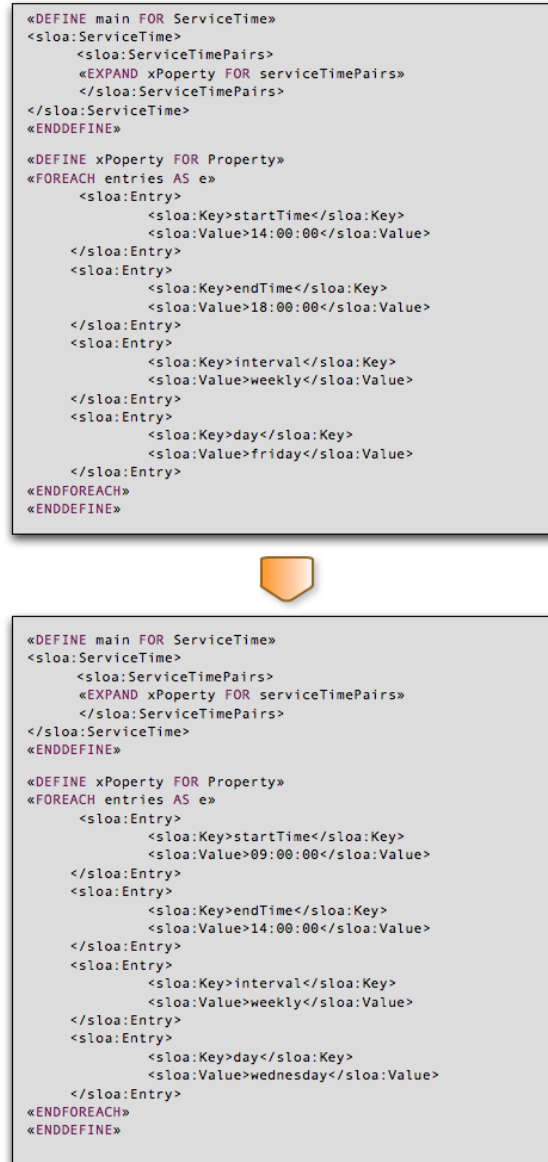 «DEFINE main FOR ServiceTime»
<sloa:ServiceTime>
<sloa:ServiceTimePairs>
«EXPAND xPoperty FOR serviceTimePairs»
</sloa:ServiceTimePairs>
</sloa:ServiceTime>
«ENDDEFINE»
«DEFINE xPoperty FOR Property»
«FOREACH entries AS e»
<sloa:Entry>
<sloa:Key>startTime</sloa:Key>
<sloa:Value>14:00:00</sloa:Value>
</sloa:Entry>
<sloa:Entry>
<sloa:Key>endTime</sloa:Key>
<sloa:Value>18:00:00</sloa:Value>
</sloa:Entry>
<sloa:Entry>
<sloa:Key>interval</sloa:Key>
<sloa:Value>weekly</sloa:Value>
</sloa:Entry>
<sloa:Entry>
<sloa:Key>day</sloa:Key>
<sloa:Value>friday</sloa:Value>
</sloa:Entry>
«ENDFOREACH»
«ENDDEFINE»
«DEFINE main FOR ServiceTime»
<sloa:ServiceTime>
<sloa:ServiceTimePairs>
«EXPAND xPoperty FOR serviceTimePairs»
</sloa:ServiceTimePairs>
</sloa:ServiceTime>
«ENDDEFINE»
«DEFINE xPoperty FOR Property»
«FOREACH entries AS e»
<sloa:Entry>
<sloa:Key>startTime</sloa:Key>
<sloa:Value>09:00:00</sloa:Value>
</sloa:Entry>
<sloa:Entry>
<sloa:Key>endTime</sloa:Key>
<sloa:Value>14:00:00</sloa:Value>
</sloa:Entry>
<sloa:Entry>
<sloa:Key>interval</sloa:Key>
<sloa:Value>weekly</sloa:Value>
</sloa:Entry>
<sloa:Entry>
<sloa:Key>day</sloa:Key>
<sloa:Value>wednesday</sloa:Value>
</sloa:Entry>
«ENDFOREACH»
«ENDDEFINE»